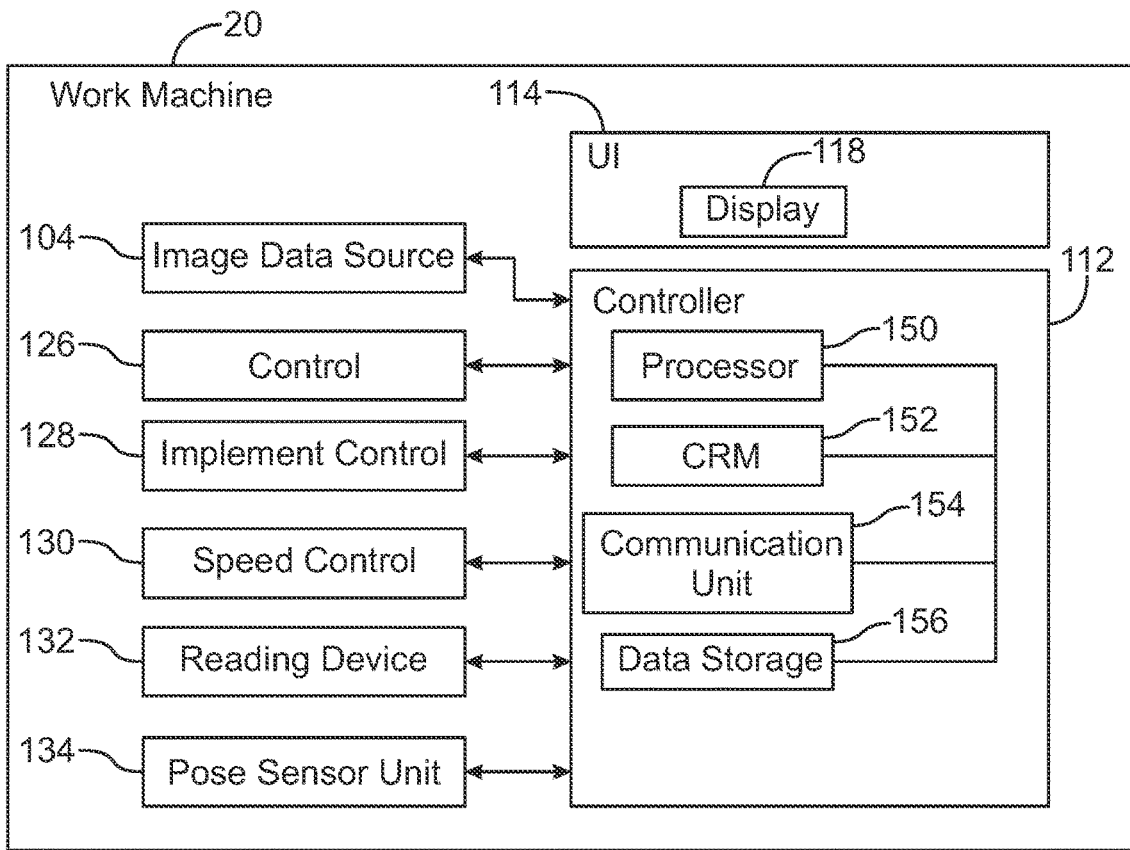 20
Work Machine
114
UI
118
Display
104
Image Data Source
112
Controller
126
Control
150
Processor
128
Implement Control
152
CRM
130
Speed Control
154
Communication
Unit
132
Reading Device
156
Data Storage
134
Pose Sensor Unit